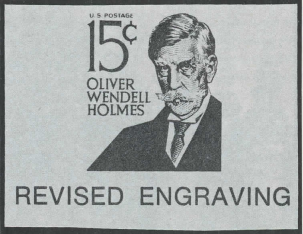 U.S. POSTAGE
15¢
OLIVER
WENDELL
HOLMES
REVISED ENGRAVING